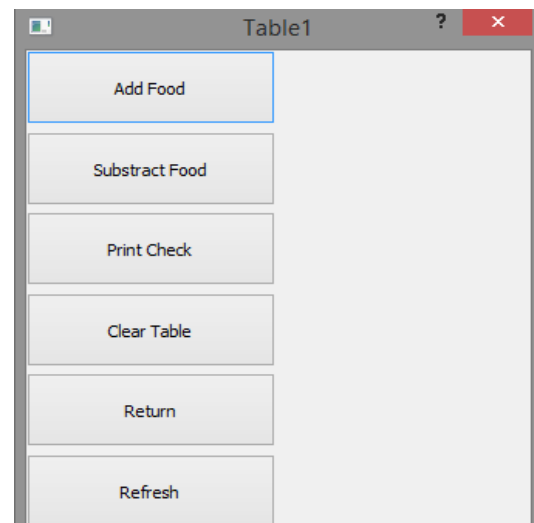 Table1 ?
Add Food
Substract Food
Print Check
Clear Table
Return
Refresh